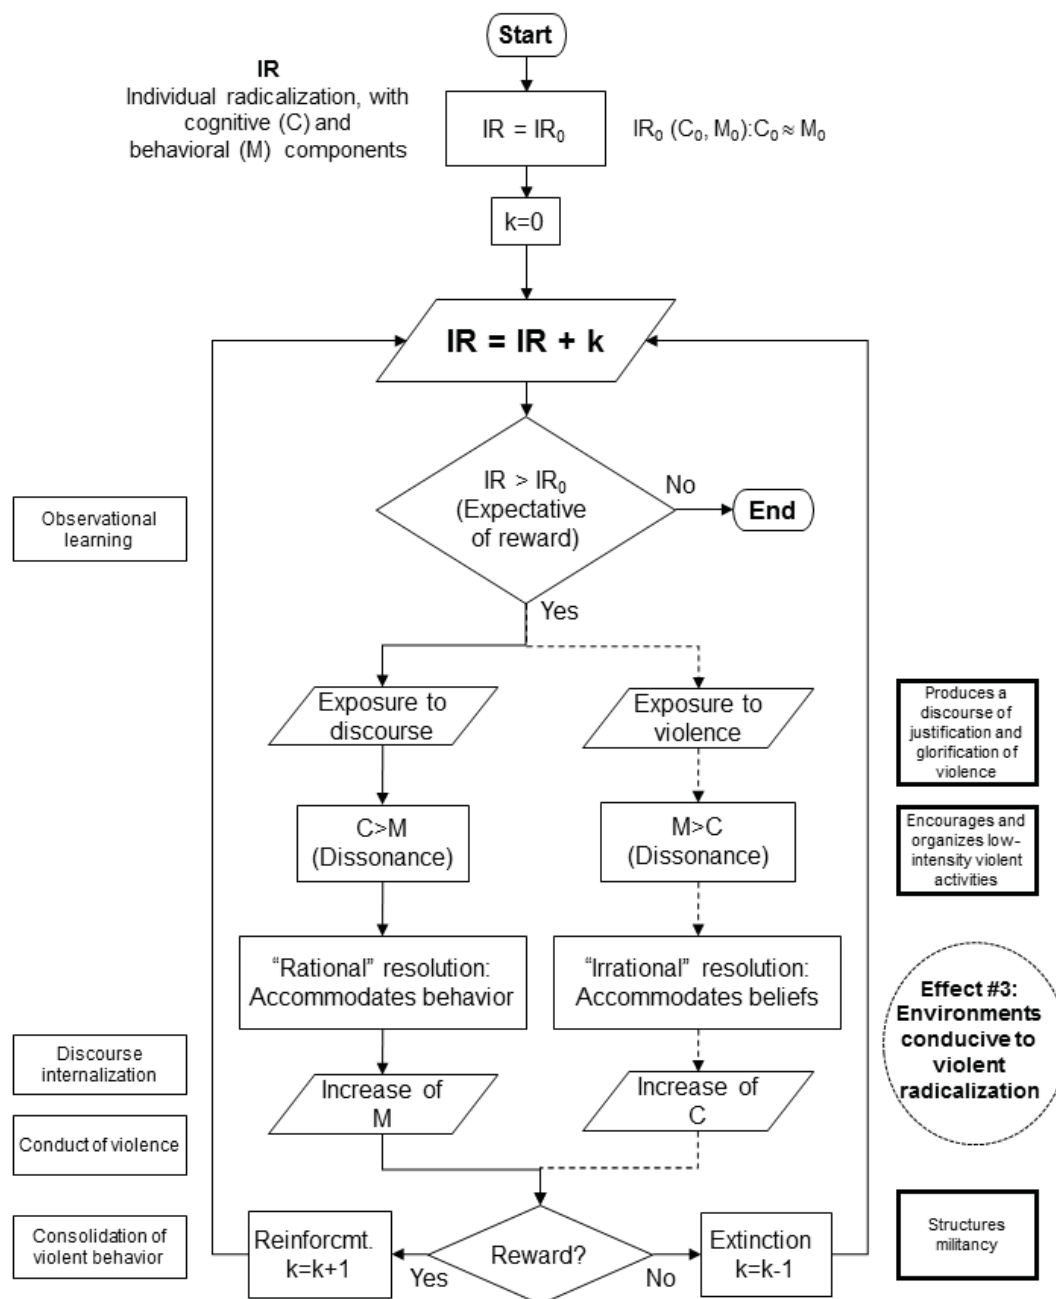 Start
IR
Individual radicalization, with
cognitive (C) and
behavioral (M) components
IR = IR₀
IR₀ (C₀, M₀):C₀ ≈ M₀
k=0
IR = IR + k
IR > IR₀
(Expectative
of reward)
No
End
Yes
Observational
learning
Exposure to
discourse
Exposure to
violence
Produces a
discourse of
justification and
glorification of
violence
C>M
(Dissonance)
M>C
(Dissonance)
Encourages and
organizes low-
intensity violent
activities
“Rational” resolution:
Accommodates behavior
“Irrational” resolution:
Accommodates beliefs
Effect #3:
Environments
conducive to
violent
radicalization
Discourse
internalization
Increase of
M
Increase of
C
Conduct of violence
Consolidation of
violent behavior
Reinforcmt.
k=k+1
Yes
Reward?
No
Extinction
k=k-1
Structures
militancy